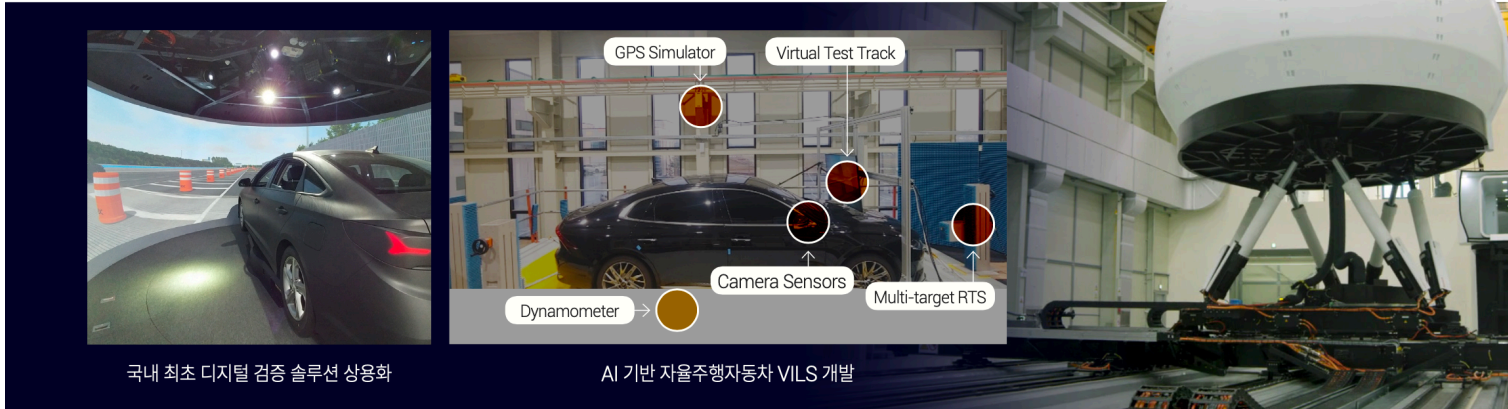 GPS Simulator
Virtual Test Track
Camera Sensors
Multi-target RTS
Dynamometer
국내 최초 디지털 검증 솔루션 상용화
AI 기반 자율주행자동차 VILS 개발